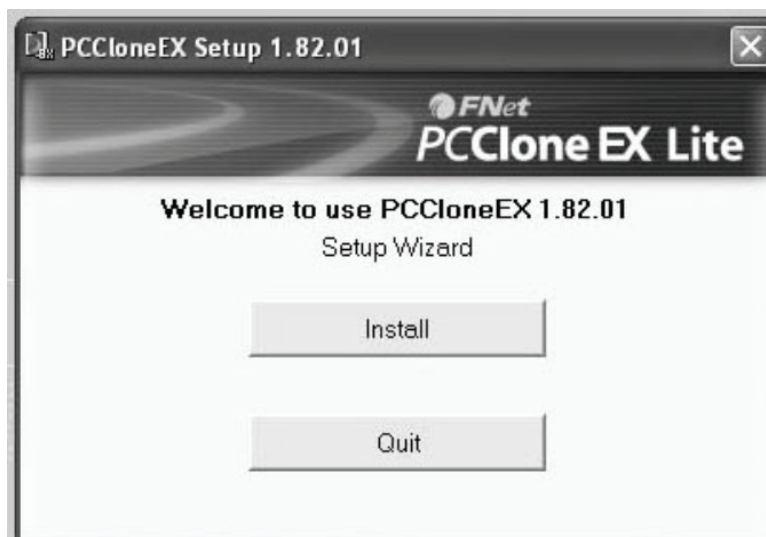 PCCloneEX Setup 1.82.01
FNet
PCClone EX Lite
Welcome to use PCCloneEX 1.82.01
Setup Wizard
Install
Quit